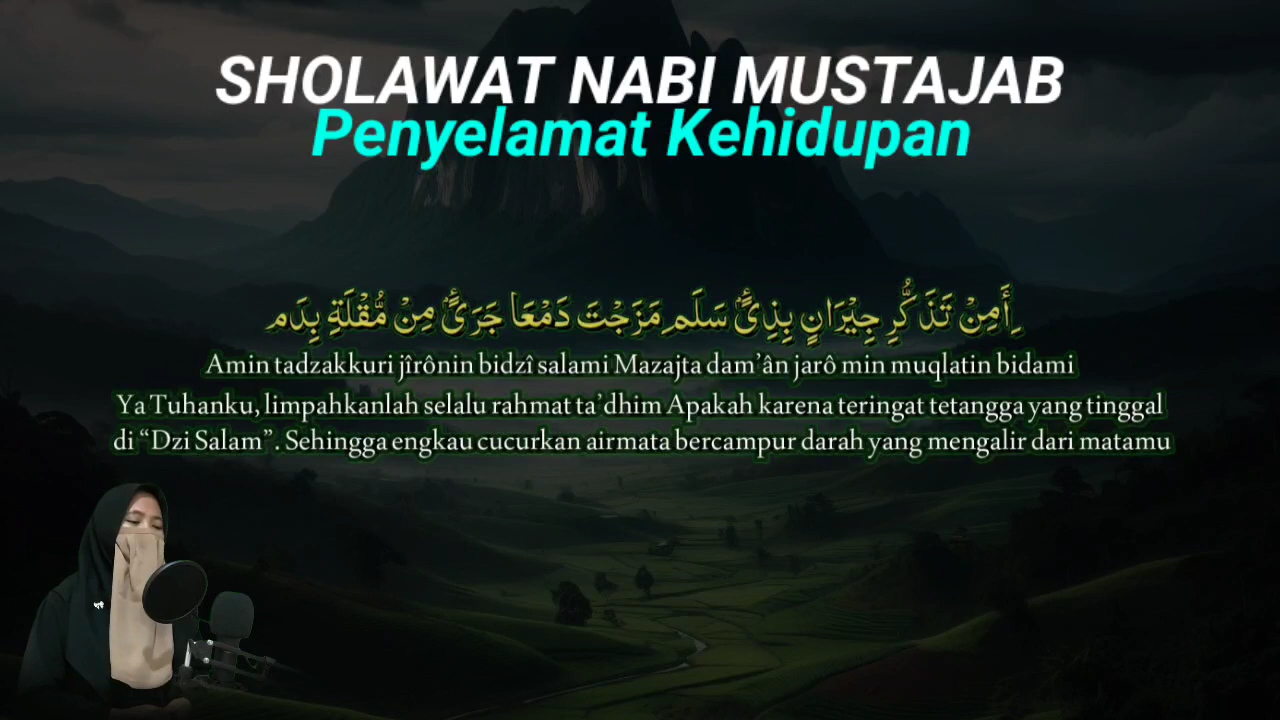 SHOLAWAT NABI MUSTAJAB
Penyelamat Kehidupan
أَمِنْ تَذَكُّرِ جِيْرَانٍ بِذِيْ سَلَمِ مَزَجْتَ دَمْعًا جَرَىْ مِنْ مُّقْلَةٍ بِدَمِ
Amin tadzakkuri jîrônin bidzî salami Mazajta dam’ân jarô min muqlatin bidami
Ya Tuhanku, limpahkanlah selalu rahmat ta’dhim Apakah karena teringat tetangga yang tinggal
di “Dzi Salam”. Sehingga engkau cucurkan airmata bercampur darah yang mengalir dari matamu